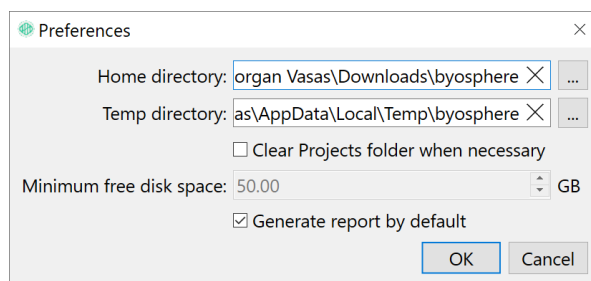 Preferences
Home directory: organ Vasas\Downloads\byosphere ...
Temp directory: as\AppData\Local\Temp\byosphere ...
Clear Projects folder when necessary
Minimum free disk space: 50.00 GB
Generate report by default
OK Cancel